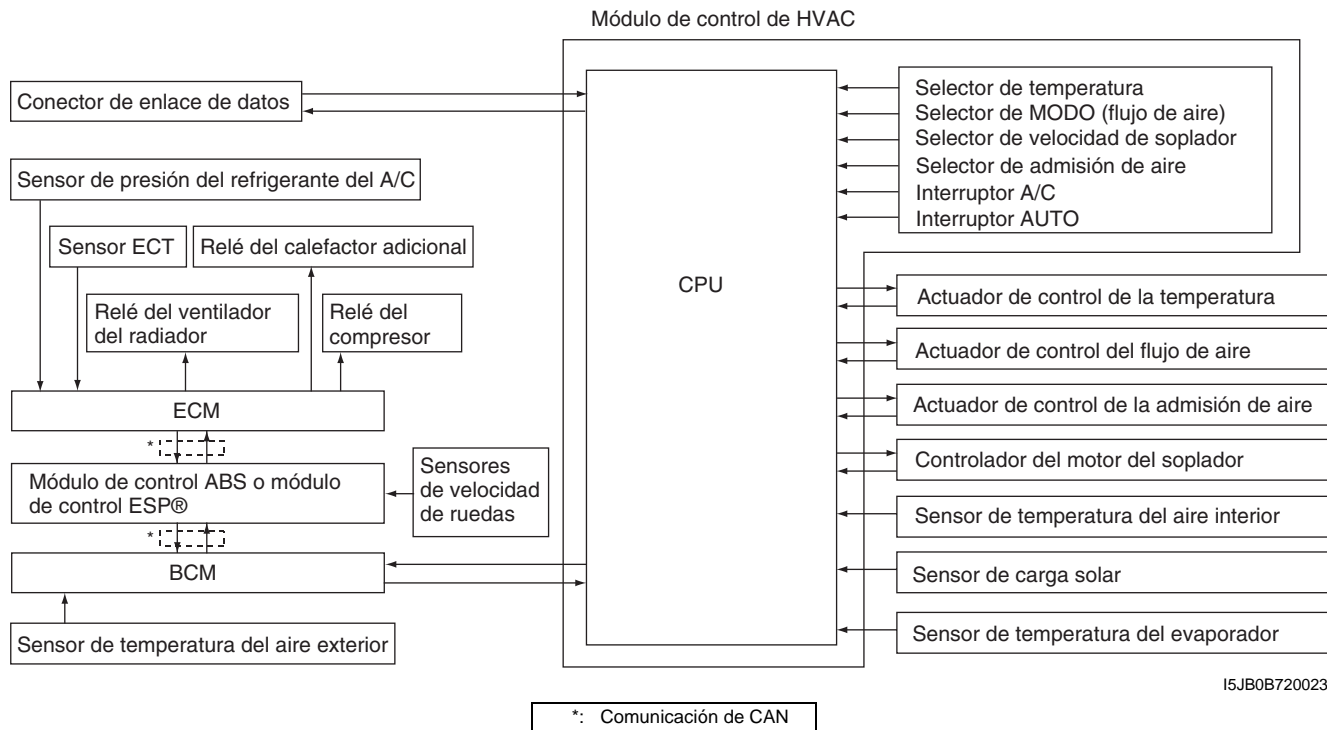 Módulo de control de HVAC
Conector de enlace de datos
Sensor de presión del refrigerante del A/C
Sensor ECT
Relé del calefactor adicional
Relé del ventilador
del radiador
Relé del
compresor
ECM
*
Módulo de control ABS o módulo
de control ESP®
Sensores
de velocidad
de ruedas
*
BCM
Sensor de temperatura del aire exterior
CPU
Selector de temperatura
Selector de MODO (flujo de aire)
Selector de velocidad de soplador
Selector de admisión de aire
Interruptor A/C
Interruptor AUTO
Actuador de control de la temperatura
Actuador de control del flujo de aire
Actuador de control de la admisión de aire
Controlador del motor del soplador
Sensor de temperatura del aire interior
Sensor de carga solar
Sensor de temperatura del evaporador
I5JB0B720023
*: Comunicación de CAN